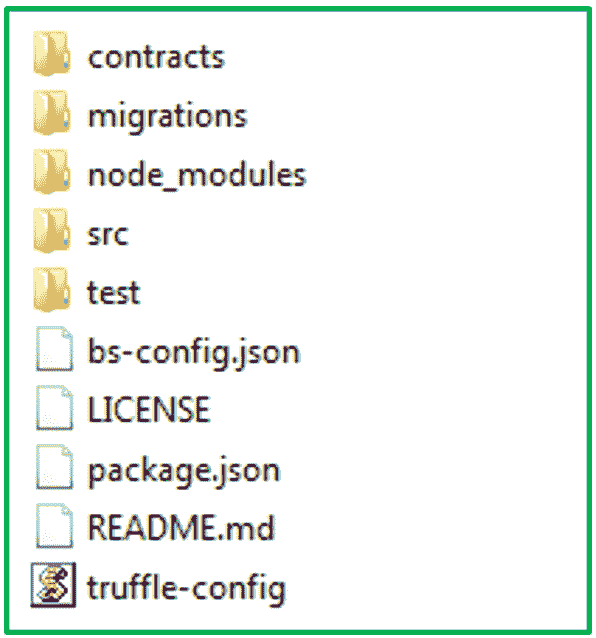 contracts
migrations
node_modules
src
test
bs-config.json
LICENSE
package.json
README.md
truffle-config